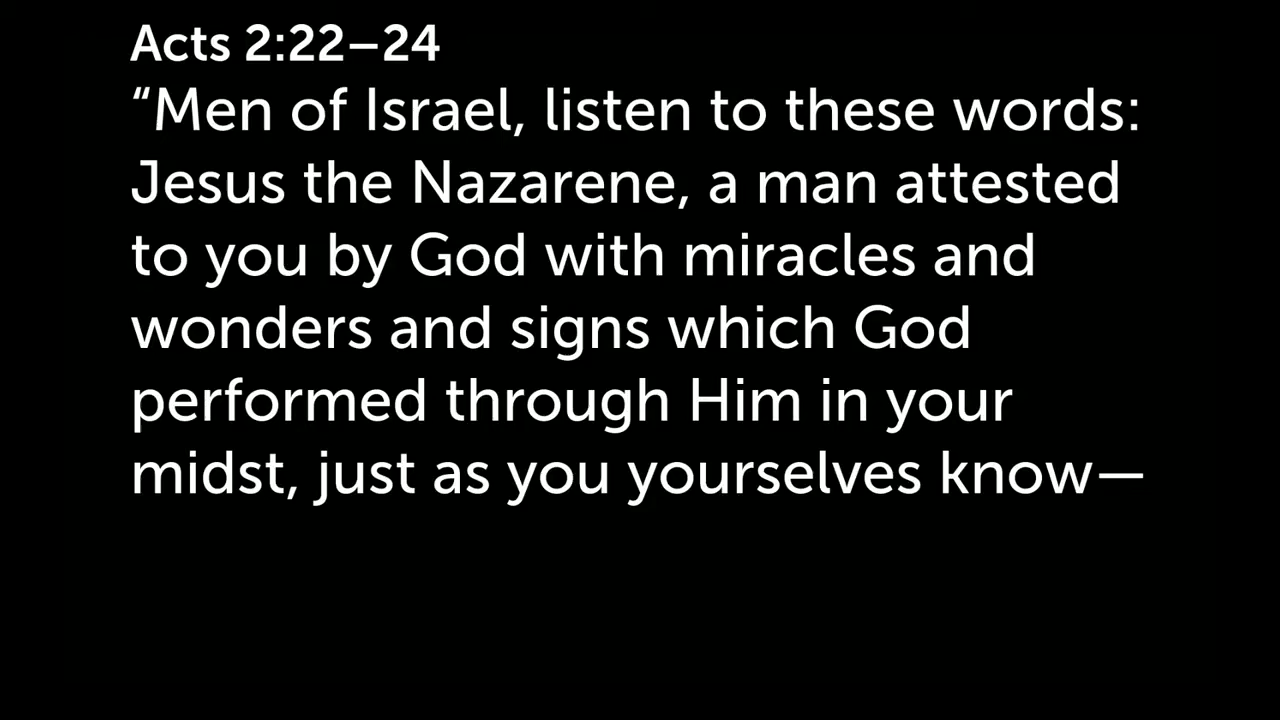 Acts 2:22–24
“Men of Israel, listen to these words:
Jesus the Nazarene, a man attested
to you by God with miracles and
wonders and signs which God
performed through Him in your
midst, just as you yourselves know—